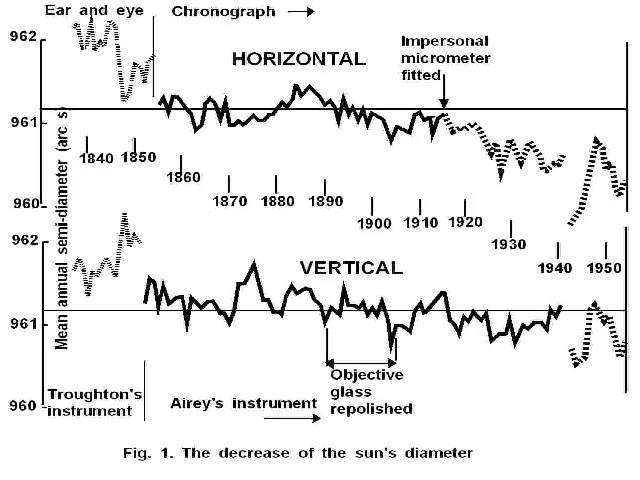 Ear and eye
Chronograph →
962
HORIZONTAL
Impersonal
micrometer
fitted
961
1840
1850
1860
1870
1880
1890
1900
1910
1920
1930
1940
1950
960
Mean annual semi-diameter (arc s)
962
VERTICAL
961
Objective
glass
repolished
Troughton's
instrument
Airey's instrument
960
Fig. 1. The decrease of the sun's diameter